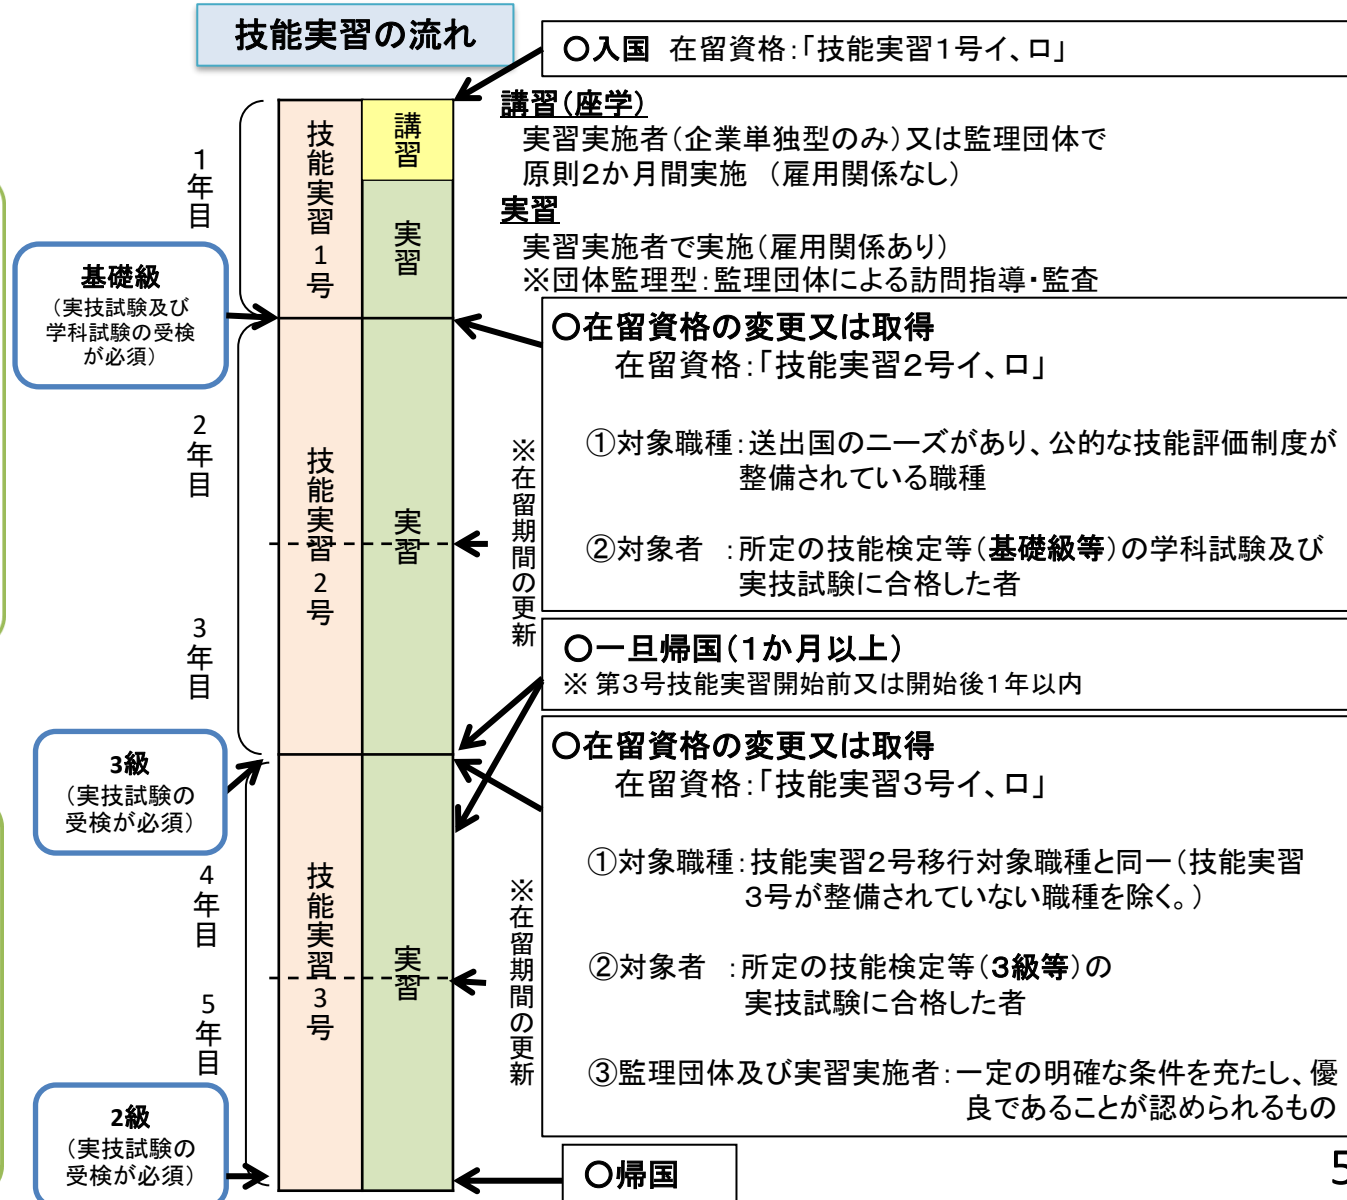 技能実習の流れ
○入国 在留資格:「技能実習1号イ、ロ」
講習(座学)
実習実施者(企業単独型のみ)又は監理団体で
原則2か月間実施 (雇用関係なし)
実習
実習実施者で実施(雇用関係あり)
※団体監理型:監理団体による訪問指導・監査
1年目
技能実習1号
講習
実習
基礎級
(実技試験及び
学科試験の受検
が必須)
○在留資格の変更又は取得
在留資格:「技能実習2号イ、ロ」
①対象職種:送出国のニーズがあり、公的な技能評価制度が
整備されている職種
②対象者 :所定の技能検定等(基礎級等)の学科試験及び
実技試験に合格した者
2年目
技能実習2号
実習
※在留期間の更新
3年目
○一旦帰国(1か月以上)
※ 第3号技能実習開始前又は開始後1年以内
3級
(実技試験の
受検が必須)
○在留資格の変更又は取得
在留資格:「技能実習3号イ、ロ」
①対象職種:技能実習2号移行対象職種と同一(技能実習
3号が整備されていない職種を除く。)
②対象者 :所定の技能検定等(3級等)の
実技試験に合格した者
③監理団体及び実習実施者:一定の明確な条件を充たし、優
良であることが認められるもの
4年目
技能実習3号
実習
※在留期間の更新
5年目
2級
(実技試験の
受検が必須)
○帰国
5